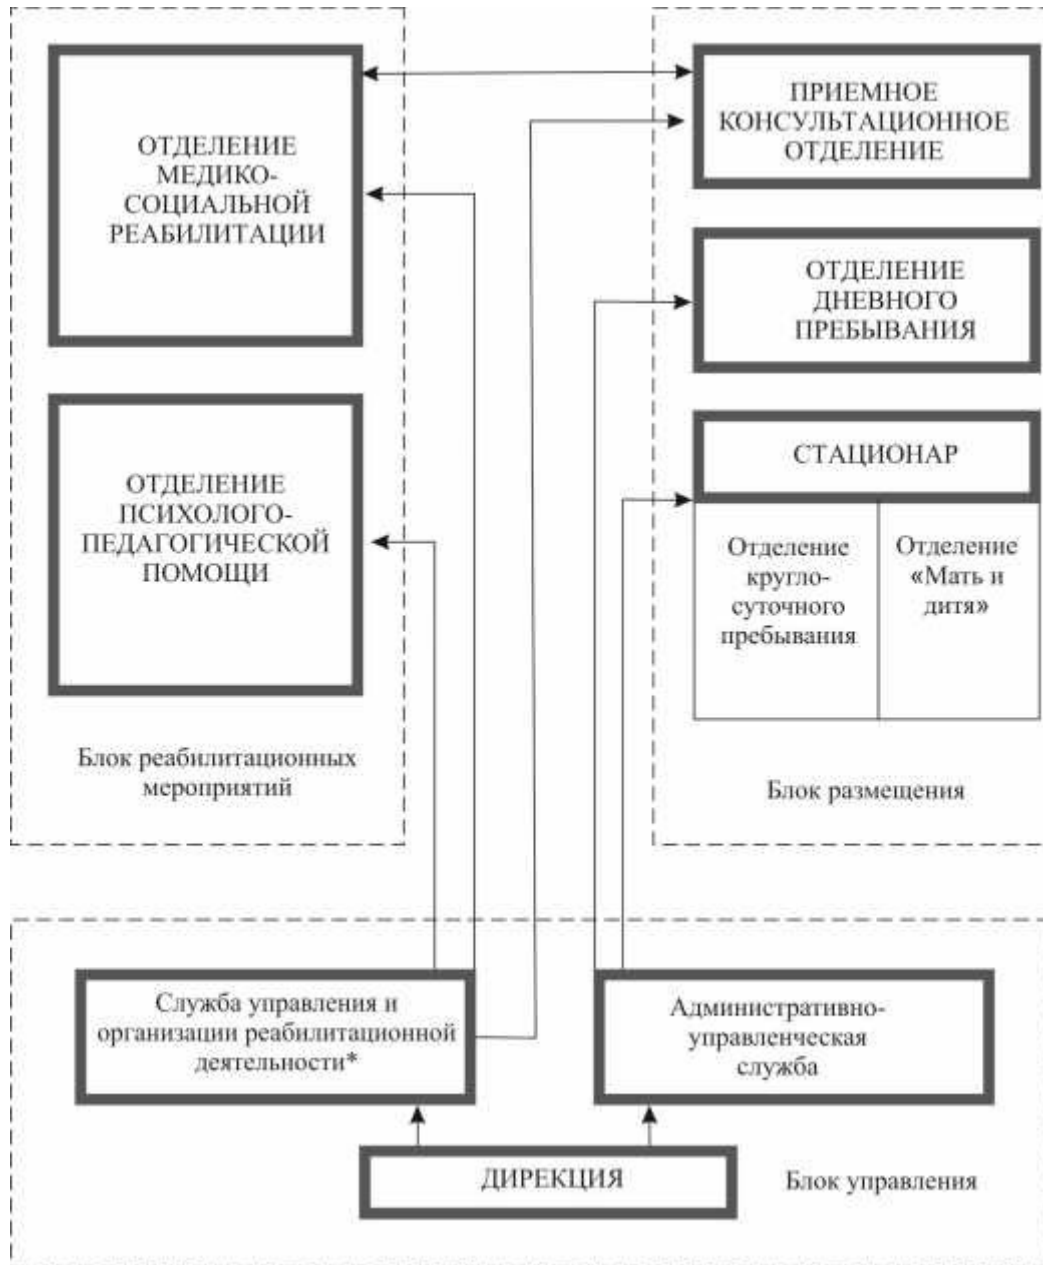 ОТДЕЛЕНИЕ
МЕДИКО-
СОЦИАЛЬНОЙ
РЕАБИЛИТАЦИИ
ОТДЕЛЕНИЕ
ПСИХОЛОГО-
ПЕДАГОГИЧЕСКОЙ
ПОМОЩИ
Блок реабилитационных
мероприятий
ПРИЕМНОЕ
КОНСУЛЬТАЦИОННОЕ
ОТДЕЛЕНИЕ
ОТДЕЛЕНИЕ
ДНЕВНОГО
ПРЕБЫВАНИЯ
СТАЦИОНАР
Отделение
кругло-
суточного
пребывания
Отделение
«Мать и
дитя»
Блок размещения
Служба управления и
организации реабилитационной
деятельности*
Административно-
управленческая
служба
ДИРЕКЦИЯ
Блок управления